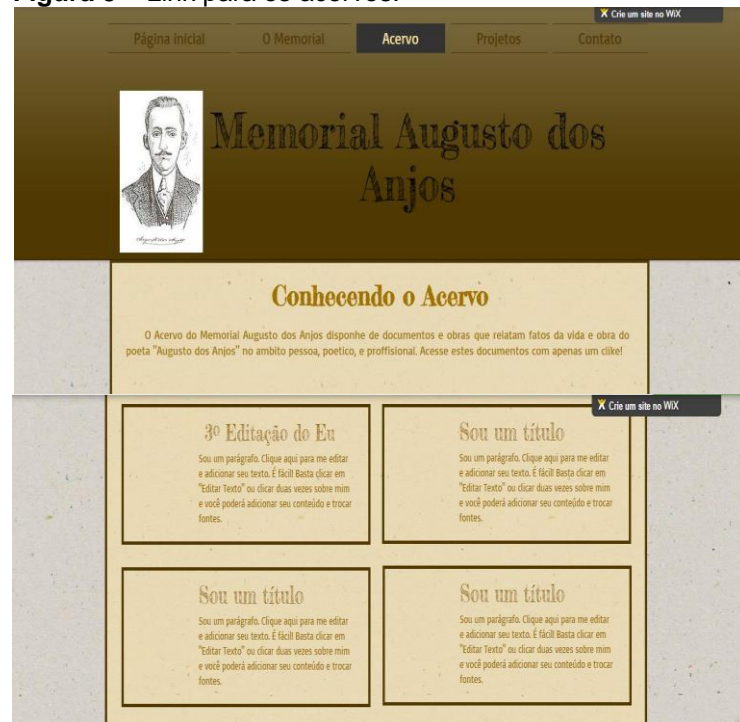 Figura 3 – Link para os acervos.
X Crie um site no WiX
Página inicial O Memorial Acervo Projetos Contato
Memorial Augusto dos
Anjos
Conhecendo o Acervo
O Acervo do Memorial Augusto dos Anjos disponhe de documentos e obras que relatam fatos da vida e obra do
poeta "Augusto dos Anjos" no ambito pessoa, poetico, e proffisional. Acesse estes documentos com apenas um clike!
X Crie um site no WiX
3º Editação do Eu
Sou um parágrafo. Clique aqui para me editar
e adicionar seu texto. É fácil! Basta clicar em
"Editar Texto" ou clicar duas vezes sobre mim
e você poderá adicionar seu conteúdo e trocar
fontes.
Sou um título
Sou um parágrafo. Clique aqui para me editar
e adicionar seu texto. É fácil! Basta clicar em
"Editar Texto" ou clicar duas vezes sobre mim
e você poderá adicionar seu conteúdo e trocar
fontes.
Sou um título
Sou um parágrafo. Clique aqui para me editar
e adicionar seu texto. É fácil! Basta clicar em
"Editar Texto" ou clicar duas vezes sobre mim
e você poderá adicionar seu conteúdo e trocar
fontes.
Sou um título
Sou um parágrafo. Clique aqui para me editar
e adicionar seu texto. É fácil! Basta clicar em
"Editar Texto" ou clicar duas vezes sobre mim
e você poderá adicionar seu conteúdo e trocar
fontes.